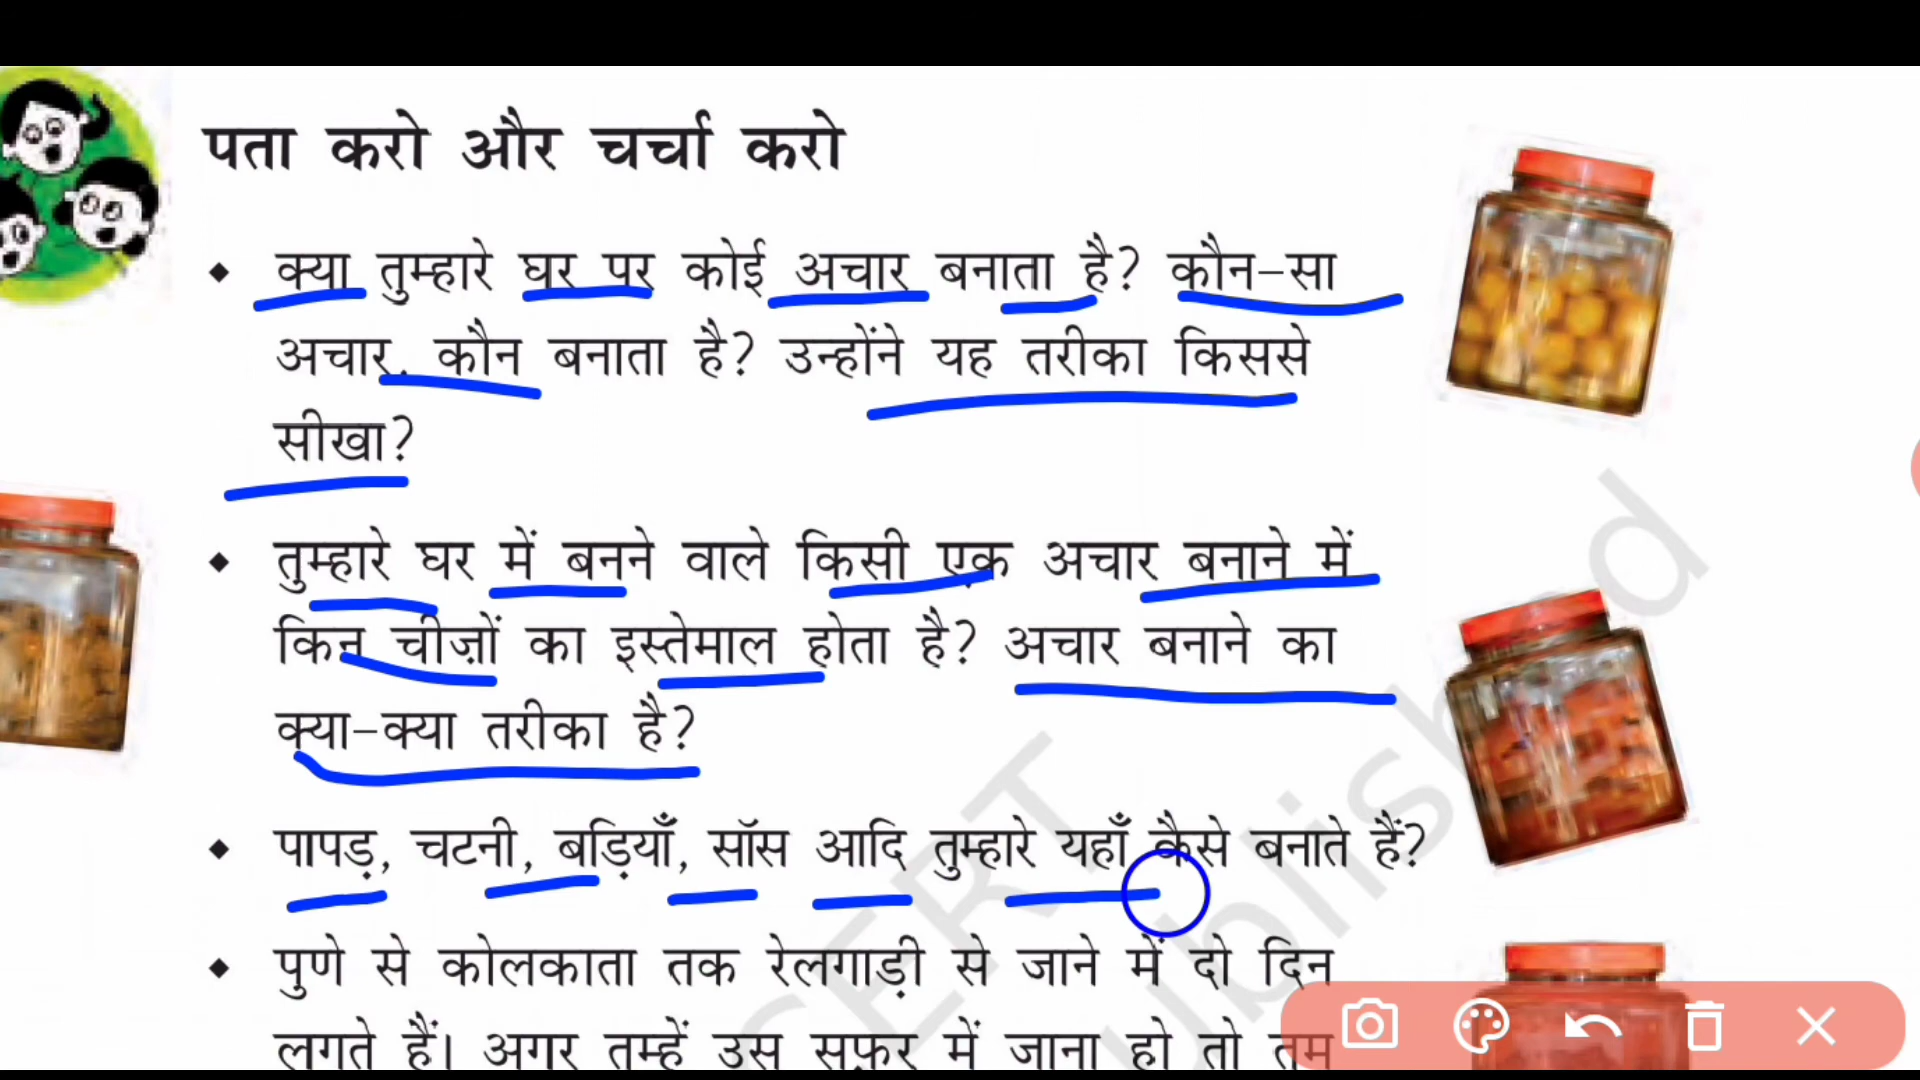 पता करो और चर्चा करो
क्या तुम्हारे घर पर कोई अचार बनाता है? कौन-सा
अचार, कौन बनाता है? उन्होंने यह तरीका किससे
सीखा?
तुम्हारे घर में बनने वाले किसी एक अचार बनाने में
किन चीज़ों का इस्तेमाल होता है? अचार बनाने का
क्या-क्या तरीका है?
पापड़, चटनी, बड़ियाँ, सॉस आदि तुम्हारे यहाँ कैसे बनाते हैं?
पुणे से कोलकाता तक रेलगाड़ी से जाने में दो दिन
लगते हैं। अगर तुम्हें उस सफ़र में जाना हो तो तुम